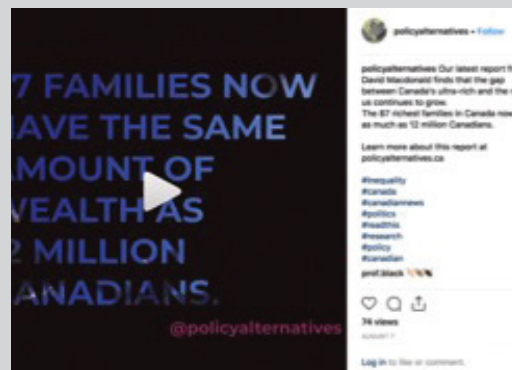 7 FAMILIES NOW
AVE THE SAME
AMOUNT OF
WEALTH AS
2 MILLION
ANADIANS.
@policyalternatives
policyalternatives • Follow
policyalternatives Our latest report
David Macdonald finds that the gap
between Canada's ultra-rich and the
us continues to grow.
The 87 richest families in Canada now
as much as 12 million Canadians.
Learn more about this report at
policyalternatives.ca
#inequality
#canada
#canadiannews
#politics
#readthis
#research
#policy
#canadian
prof.black
74 views
Log in to like or comment.